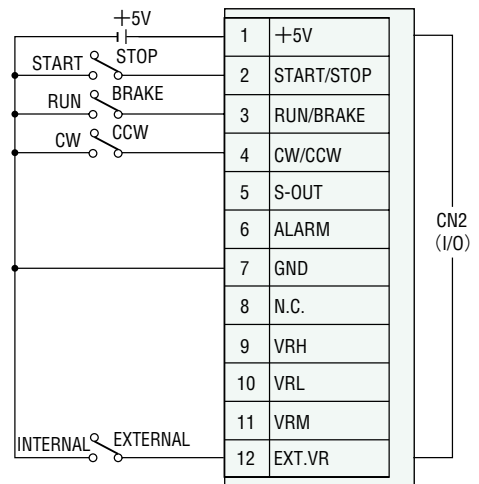 ＋5V
START STOP
RUN BRAKE
CW CCW
INTERNAL EXTERNAL
1 ＋5V
2 START/STOP
3 RUN/BRAKE
4 CW/CCW
5 S-OUT
6 ALARM
7 GND
8 N.C.
9 VRH
10 VRL
11 VRM
12 EXT.VR
CN2
（I/O）